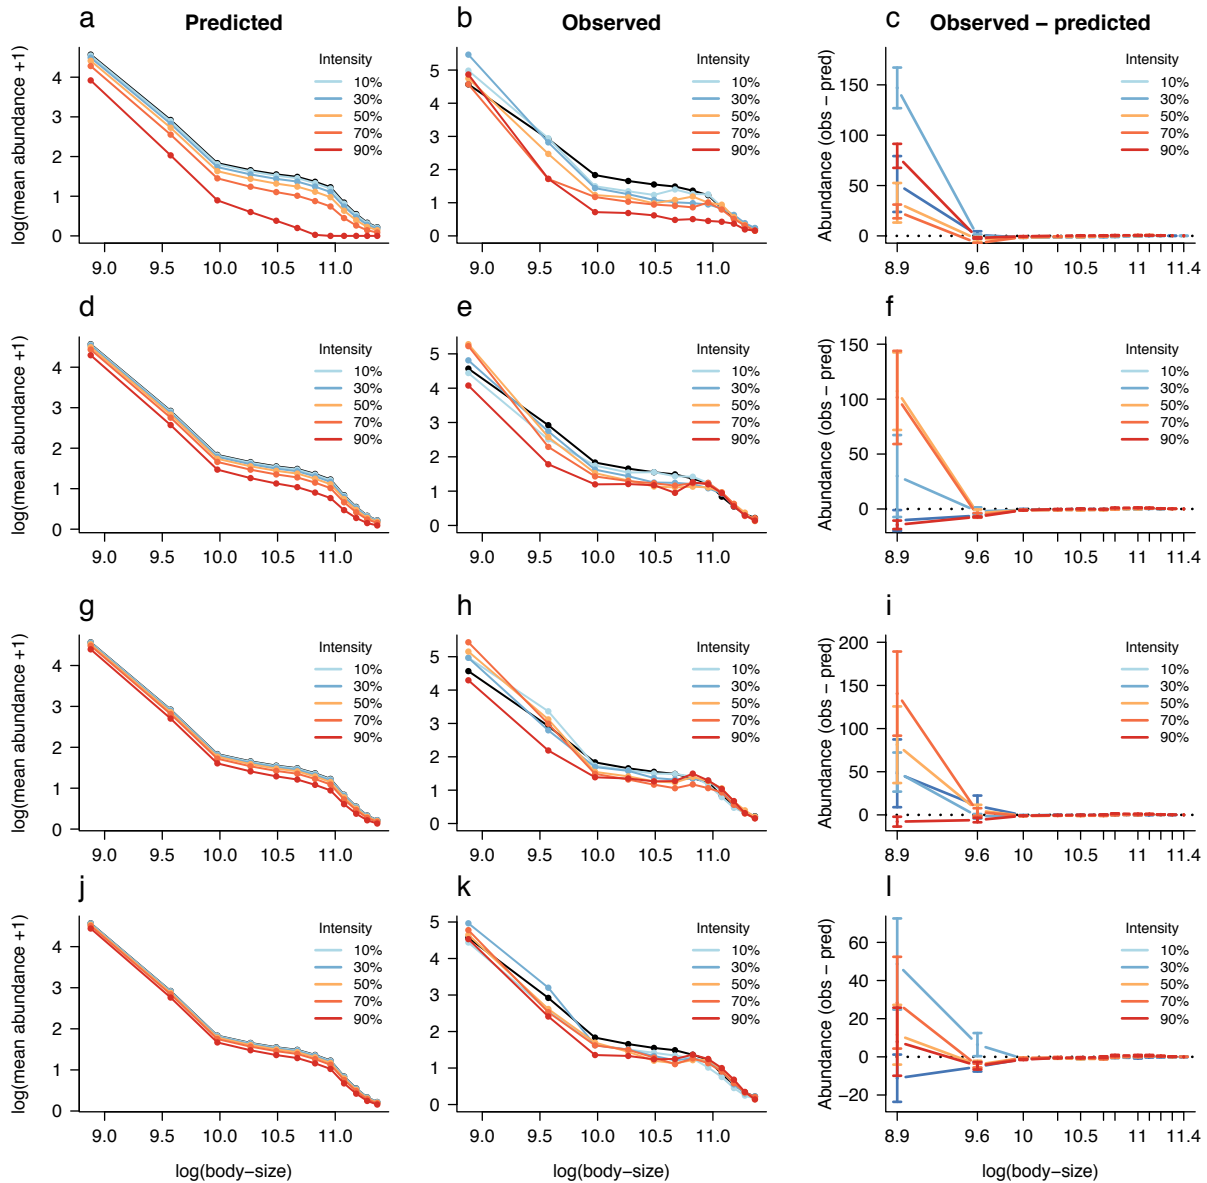 a Predicted
b Observed
c Observed − predicted
log(mean abundance +1)
4
3
2
1
0
9.0 9.5 10.0 10.5 11.0
Intensity
10%
30%
50%
70%
90%
5
4
3
2
1
0
9.0 9.5 10.0 10.5 11.0
Intensity
10%
30%
50%
70%
90%
Abundance (obs − pred)
150
100
50
0
8.9 9.6 10 10.5 11 11.4
Intensity
10%
30%
50%
70%
90%
d
e
f
log(mean abundance +1)
4
3
2
1
0
9.0 9.5 10.0 10.5 11.0
Intensity
10%
30%
50%
70%
90%
5
4
3
2
1
0
9.0 9.5 10.0 10.5 11.0
Intensity
10%
30%
50%
70%
90%
Abundance (obs − pred)
150
100
50
0
8.9 9.6 10 10.5 11 11.4
Intensity
10%
30%
50%
70%
90%
g
h
i
log(mean abundance +1)
4
3
2
1
0
9.0 9.5 10.0 10.5 11.0
Intensity
10%
30%
50%
70%
90%
5
4
3
2
1
0
9.0 9.5 10.0 10.5 11.0
Intensity
10%
30%
50%
70%
90%
Abundance (obs − pred)
200
150
100
50
0
8.9 9.6 10 10.5 11 11.4
Intensity
10%
30%
50%
70%
90%
j
k
l
log(mean abundance +1)
4
3
2
1
0
9.0 9.5 10.0 10.5 11.0
log(body−size)
Intensity
10%
30%
50%
70%
90%
5
4
3
2
1
0
9.0 9.5 10.0 10.5 11.0
log(body−size)
Intensity
10%
30%
50%
70%
90%
Abundance (obs − pred)
60
40
20
0
−20
8.9 9.6 10 10.5 11 11.4
log(body−size)
Intensity
10%
30%
50%
70%
90%